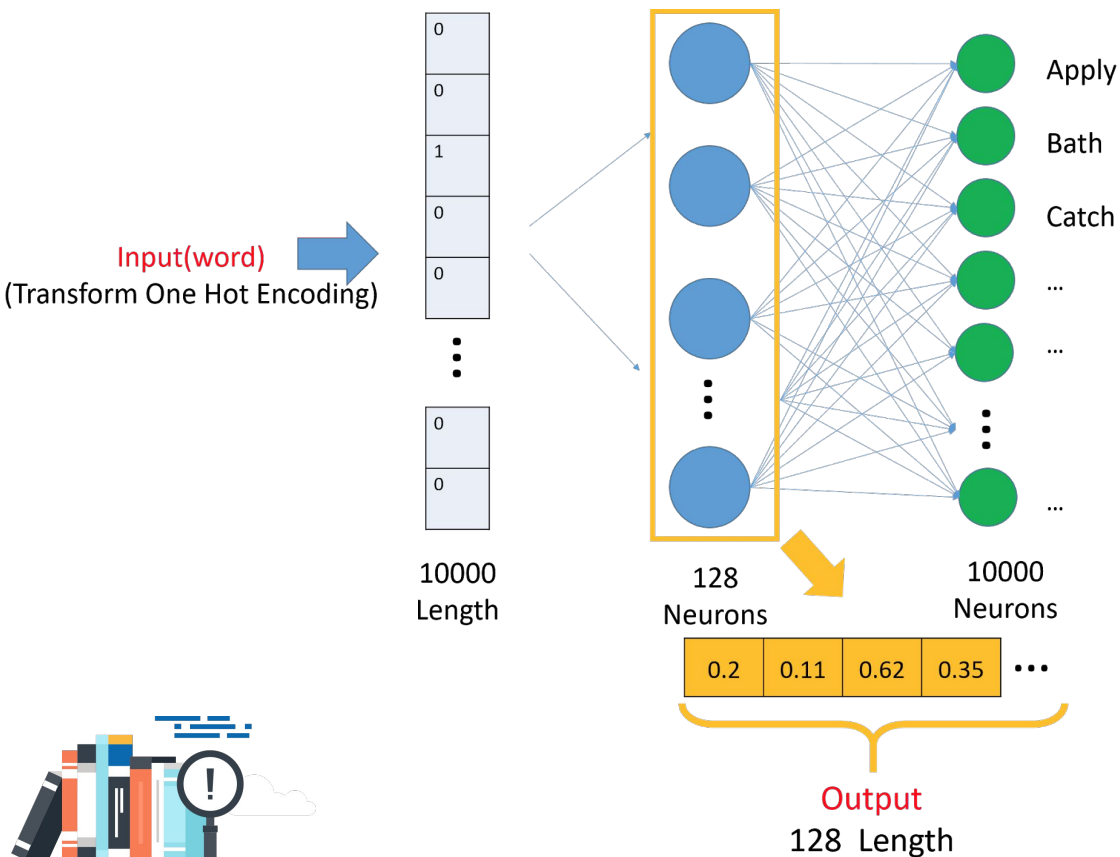 0
0
1
0
0
0
0
Input(word)
(Transform One Hot Encoding)
Apply
Bath
Catch
...
...
...
10000
Length
128
Neurons
10000
Neurons
0.2 0.11 0.62 0.35
Output
128 Length
!